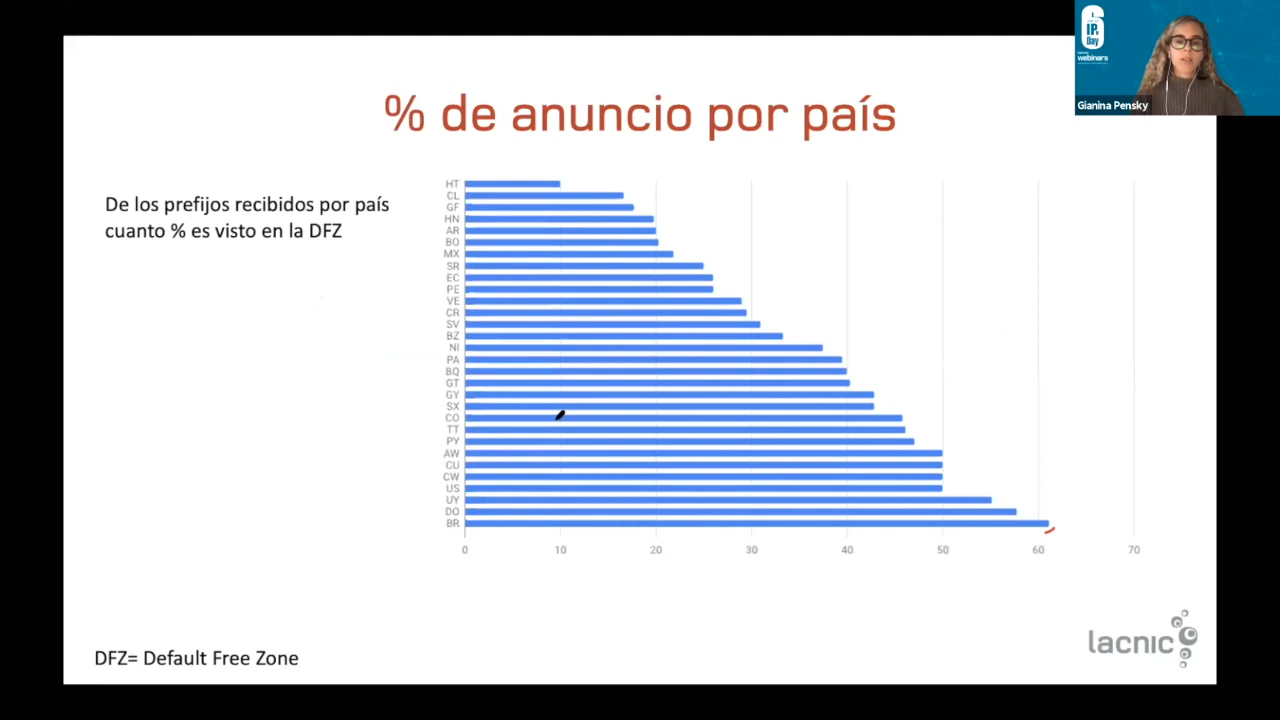 6
IPv
Day
webinars
Gianina Pensky
% de anuncio por país
De los prefijos recibidos por país
cuanto % es visto en la DFZ
HT
CL
GF
HN
AR
BO
MX
SR
EC
PE
VE
CR
SV
BZ
NI
PA
BQ
GT
GY
SX
CO
TT
PY
AW
CU
CW
US
UY
DO
BR
0 10 20 30 40 50 60 70
lacnic
DFZ= Default Free Zone